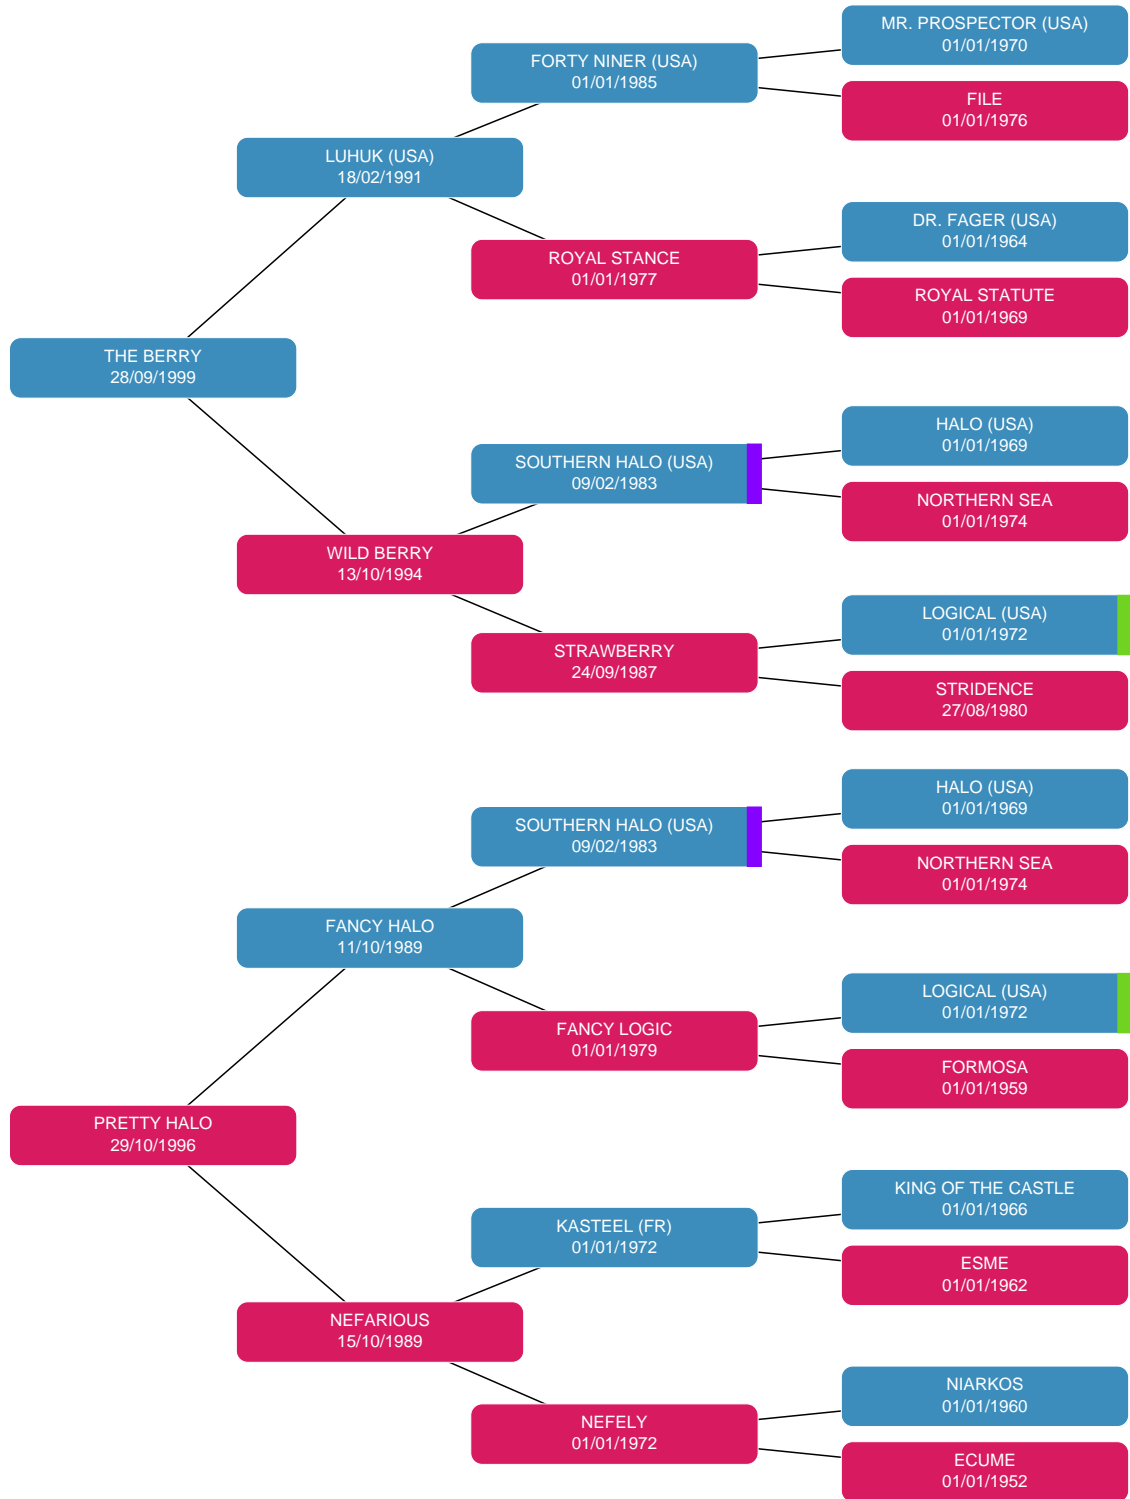 MR. PROSPECTOR (USA)
01/01/1970
FORTY NINER (USA)
01/01/1985
FILE
01/01/1976
LUHUK (USA)
18/02/1991
DR. FAGER (USA)
01/01/1964
ROYAL STANCE
01/01/1977
ROYAL STATUTE
01/01/1969
THE BERRY
28/09/1999
HALO (USA)
01/01/1969
SOUTHERN HALO (USA)
09/02/1983
NORTHERN SEA
01/01/1974
WILD BERRY
13/10/1994
LOGICAL (USA)
01/01/1972
STRAWBERRY
24/09/1987
STRIDENCE
27/08/1980
HALO (USA)
01/01/1969
SOUTHERN HALO (USA)
09/02/1983
NORTHERN SEA
01/01/1974
FANCY HALO
11/10/1989
LOGICAL (USA)
01/01/1972
FANCY LOGIC
01/01/1979
FORMOSA
01/01/1959
PRETTY HALO
29/10/1996
KING OF THE CASTLE
01/01/1966
KASTEEL (FR)
01/01/1972
ESME
01/01/1962
NEFARIOUS
15/10/1989
NIARKOS
01/01/1960
NEFELY
01/01/1972
ECUME
01/01/1952